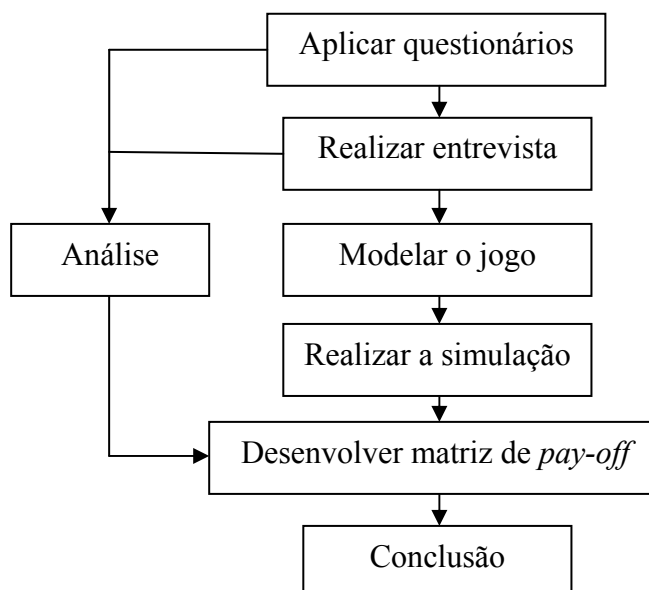 Aplicar questionários
Realizar entrevista
Análise
Modelar o jogo
Realizar a simulação
Desenvolver matriz de pay-off
Conclusão